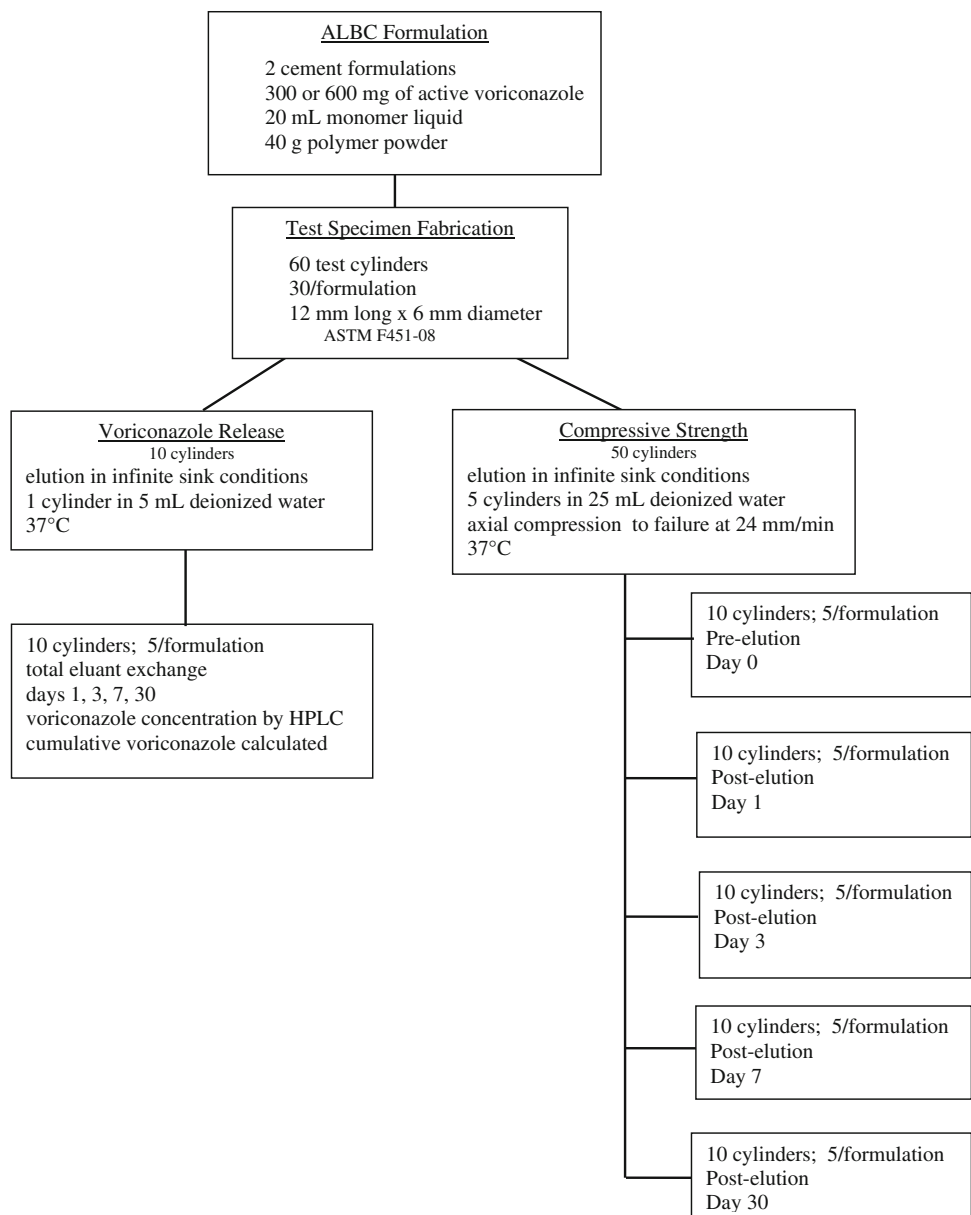 ALBC Formulation
2 cement formulations
300 or 600 mg of active voriconazole
20 mL monomer liquid
40 g polymer powder
Test Specimen Fabrication
60 test cylinders
30/formulation
12 mm long x 6 mm diameter
ASTM F451-08
Voriconazole Release
10 cylinders
elution in infinite sink conditions
1 cylinder in 5 mL deionized water
37°C
Compressive Strength
50 cylinders
elution in infinite sink conditions
5 cylinders in 25 mL deionized water
axial compression to failure at 24 mm/min
37°C
10 cylinders; 5/formulation
total eluant exchange
days 1, 3, 7, 30
voriconazole concentration by HPLC
cumulative voriconazole calculated
10 cylinders; 5/formulation
Pre-elution
Day 0
10 cylinders; 5/formulation
Post-elution
Day 1
10 cylinders; 5/formulation
Post-elution
Day 3
10 cylinders; 5/formulation
Post-elution
Day 7
10 cylinders; 5/formulation
Post-elution
Day 30